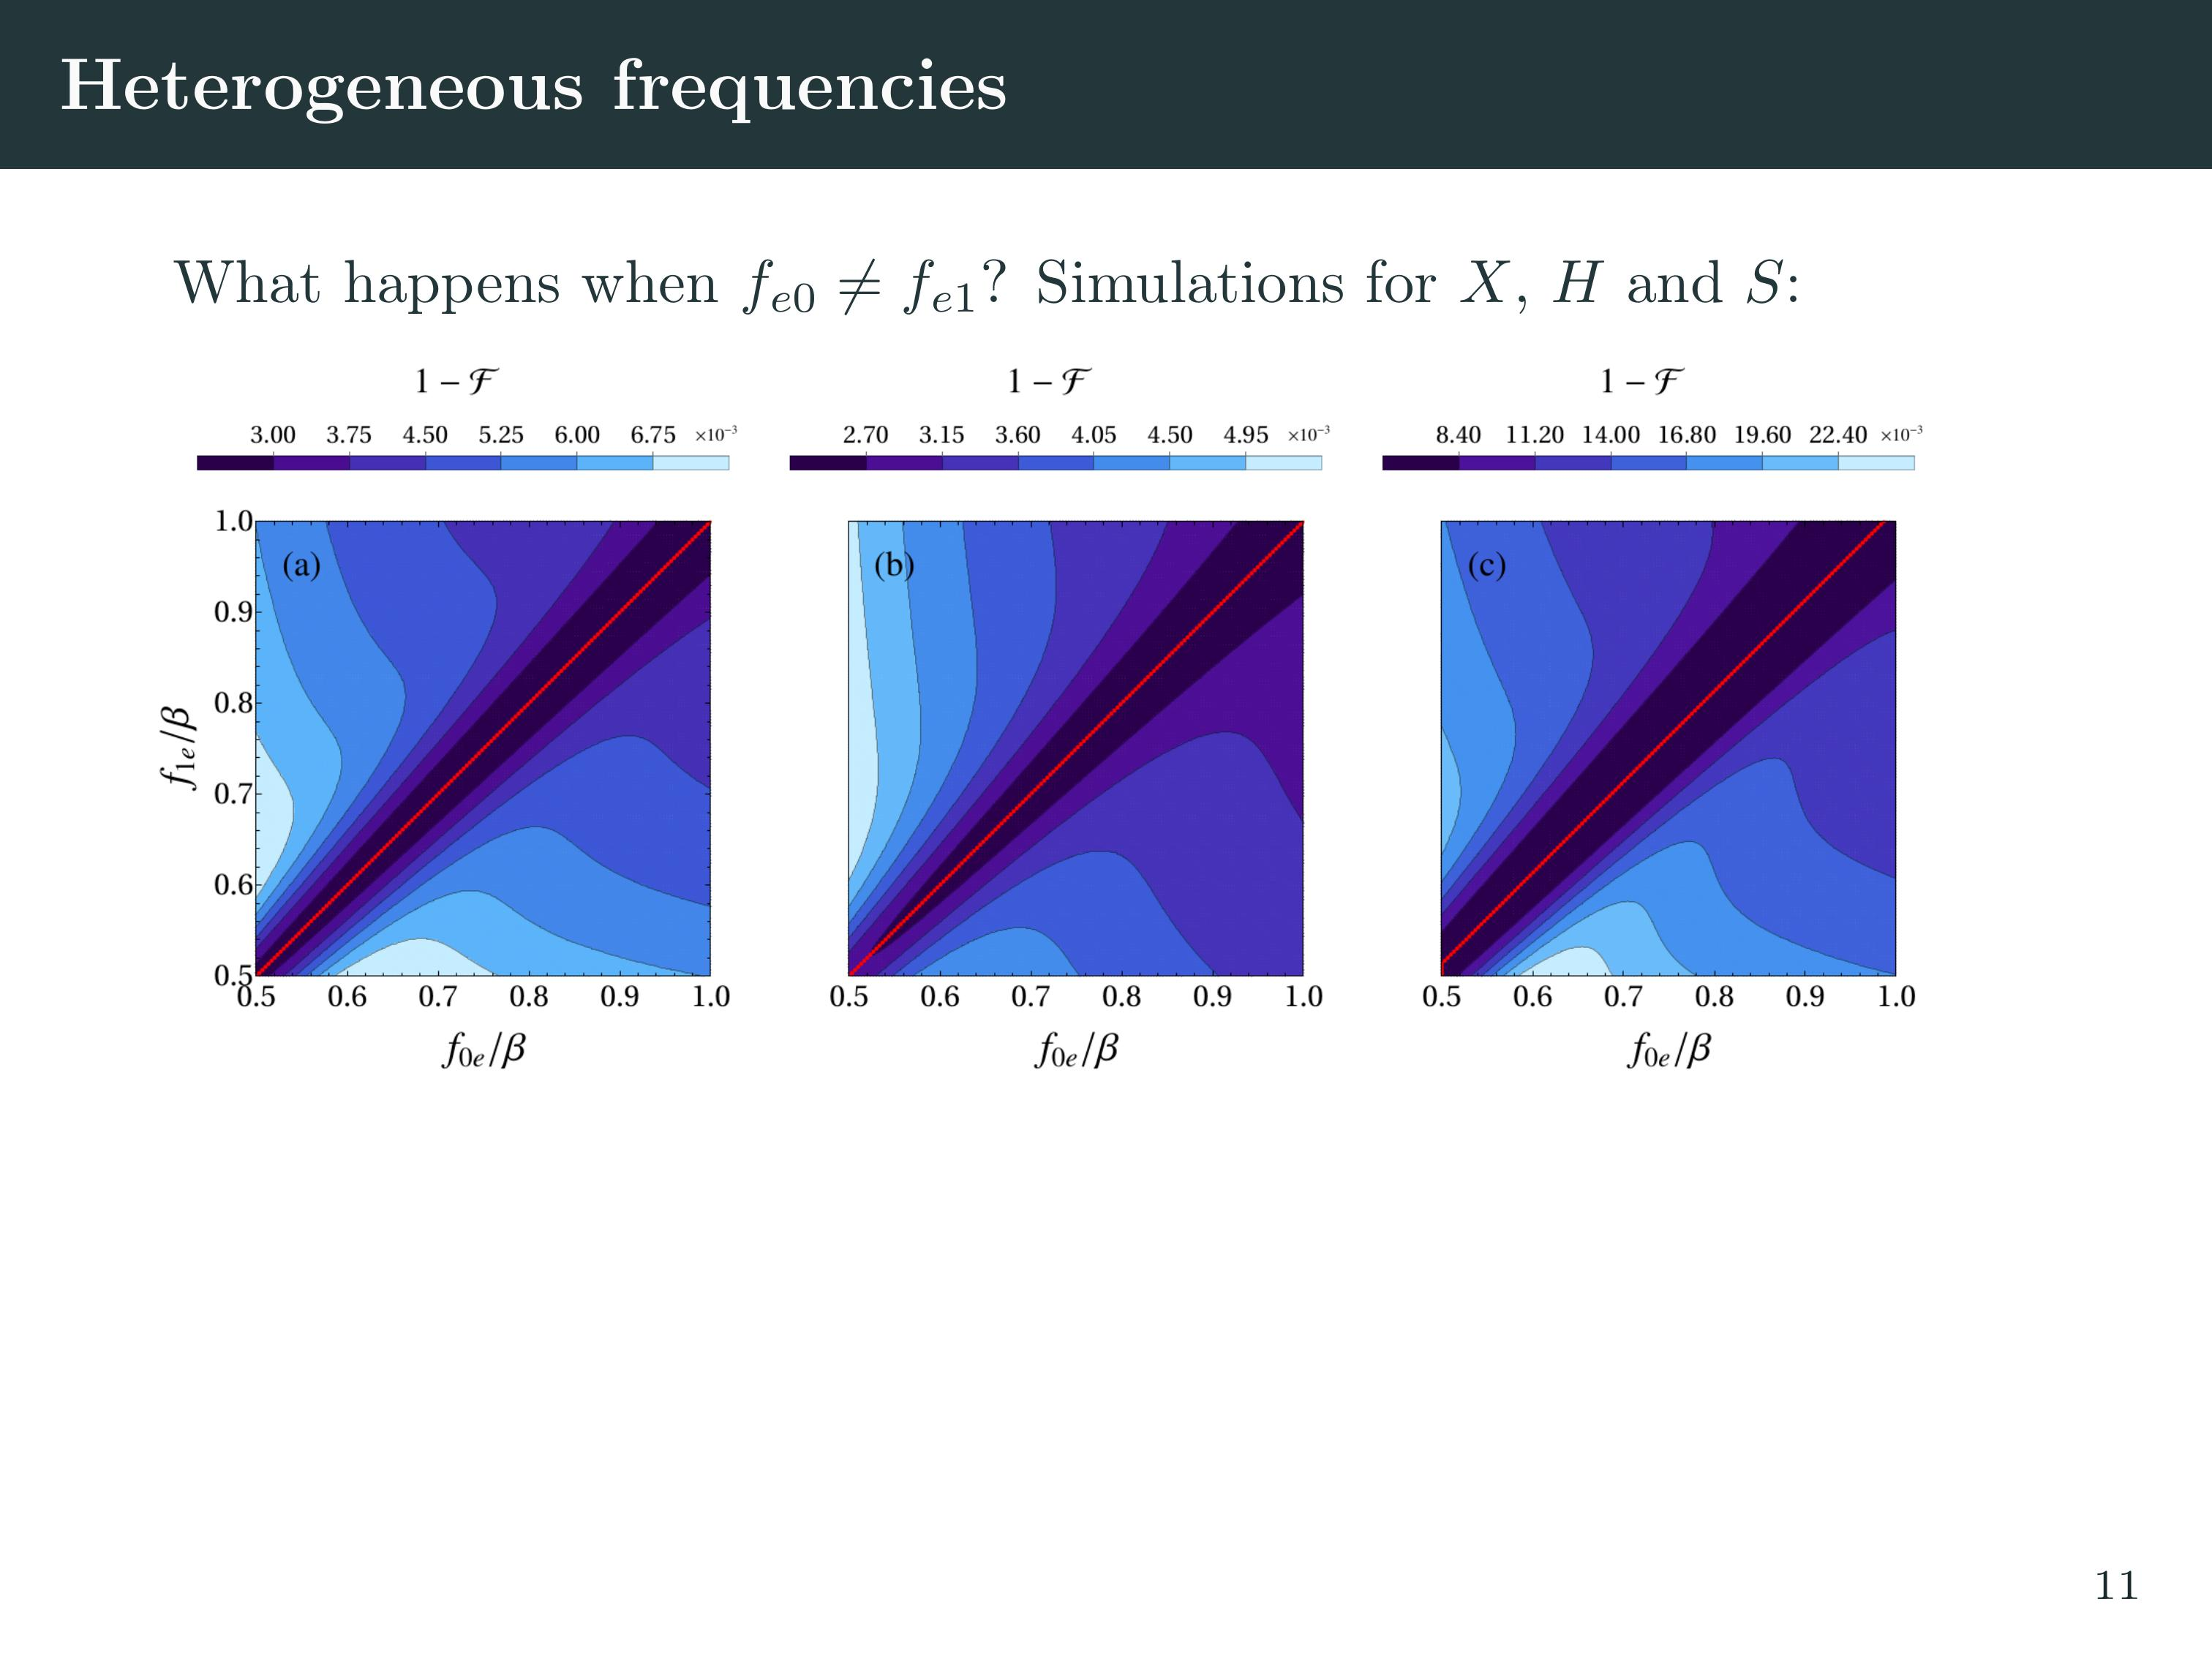 Heterogeneous frequencies
What happens when f_{e0} ≠ f_{e1}? Simulations for X, H and S:
1 − ℱ 1 − ℱ 1 − ℱ
3.00 3.75 4.50 5.25 6.00 6.75 ×10⁻³ 2.70 3.15 3.60 4.05 4.50 4.95 ×10⁻³ 8.40 11.20 14.00 16.80 19.60 22.40 ×10⁻³
1.0
(a) (b) (c)
0.9
0.8
f_{1e}/β
0.7
0.6
0.5
0.5 0.6 0.7 0.8 0.9 1.0 0.5 0.6 0.7 0.8 0.9 1.0 0.5 0.6 0.7 0.8 0.9 1.0
f_{0e}/β f_{0e}/β f_{0e}/β
11